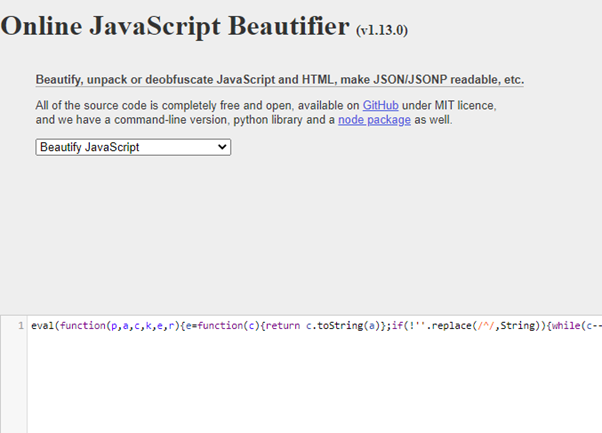 Online JavaScript Beautifier (v1.13.0)
Beautify, unpack or deobfuscate JavaScript and HTML, make JSON/JSONP readable, etc.
All of the source code is completely free and open, available on GitHub under MIT licence,
and we have a command-line version, python library and a node package as well.
Beautify JavaScript
1 eval(function(p,a,c,k,e,r){e=function(c){return c.toString(a)};if(!''.replace(/^/,String)){while(c--